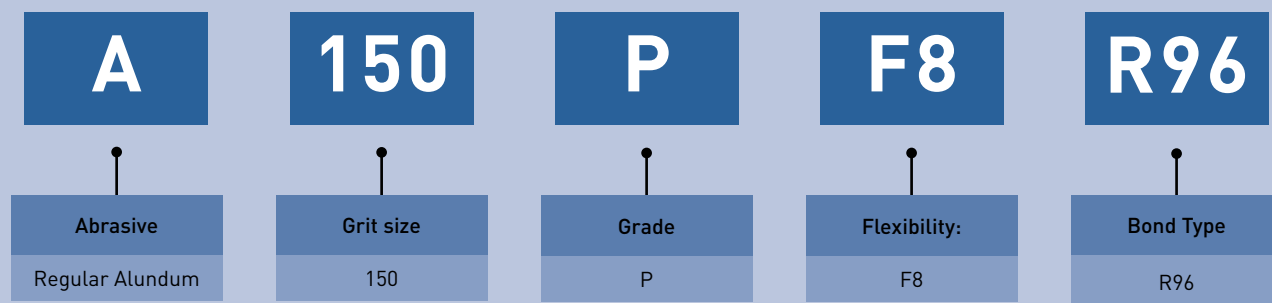 A 150 P F8 R96
Abrasive Grit size Grade Flexibility: Bond Type
Regular Alundum 150 P F8 R96